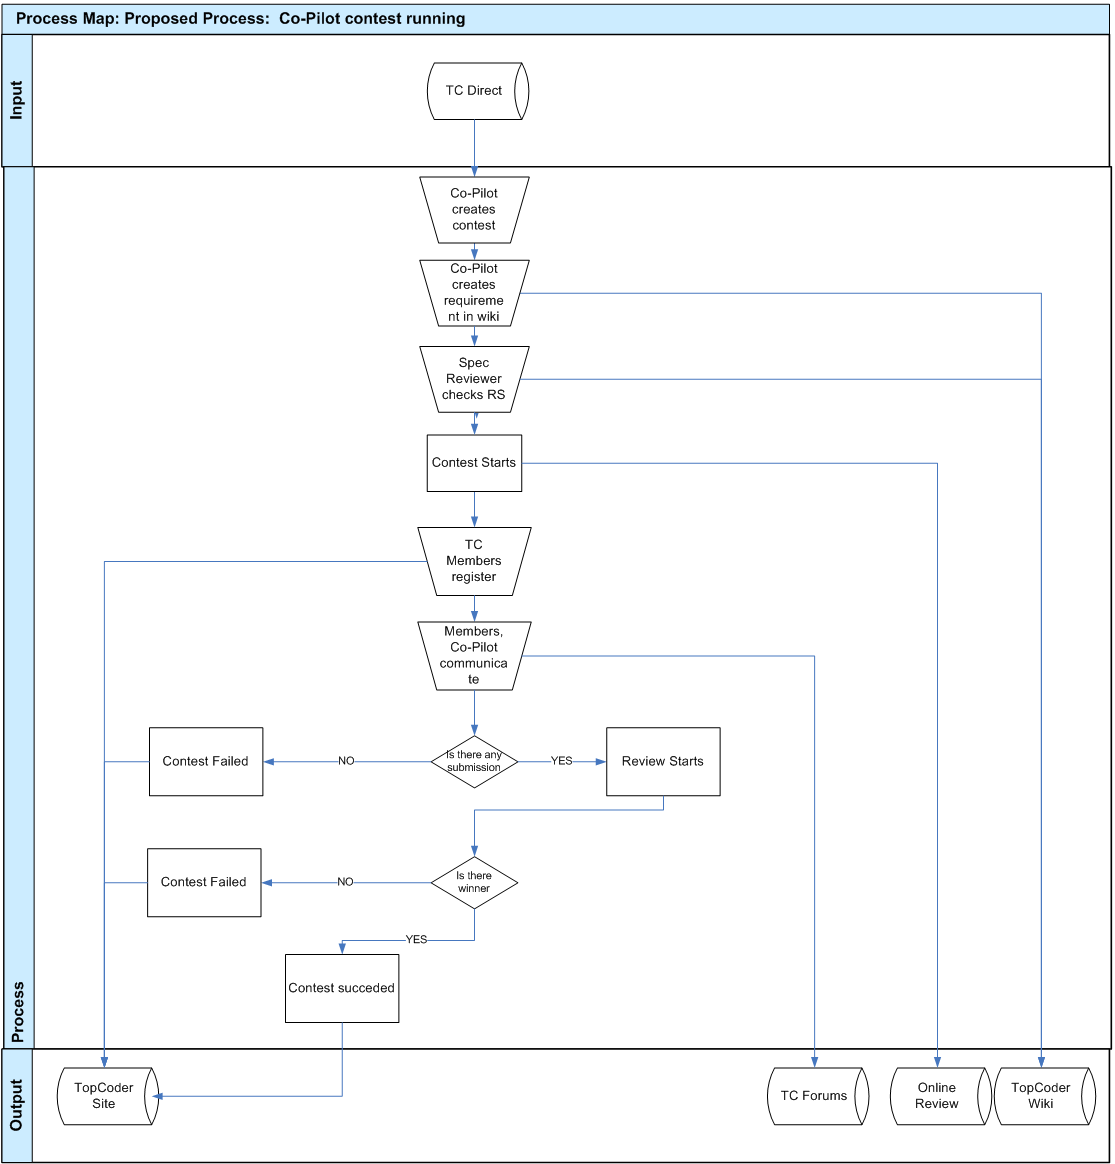 Process Map: Proposed Process:  Co-Pilot contest running
Input
TC Direct
Process
Co-Pilot
creates
contest
Co-Pilot
creates
requireme
nt in wiki
Spec
Reviewer
checks RS
Contest Starts
TC
Members
register
Members,
Co-Pilot
communica
te
Contest Failed
NO
Is there any
submission
YES
Review Starts
Contest Failed
NO
Is there
winner
YES
Contest succeded
Output
TopCoder
Site
TC Forums
Online
Review
TopCoder
Wiki